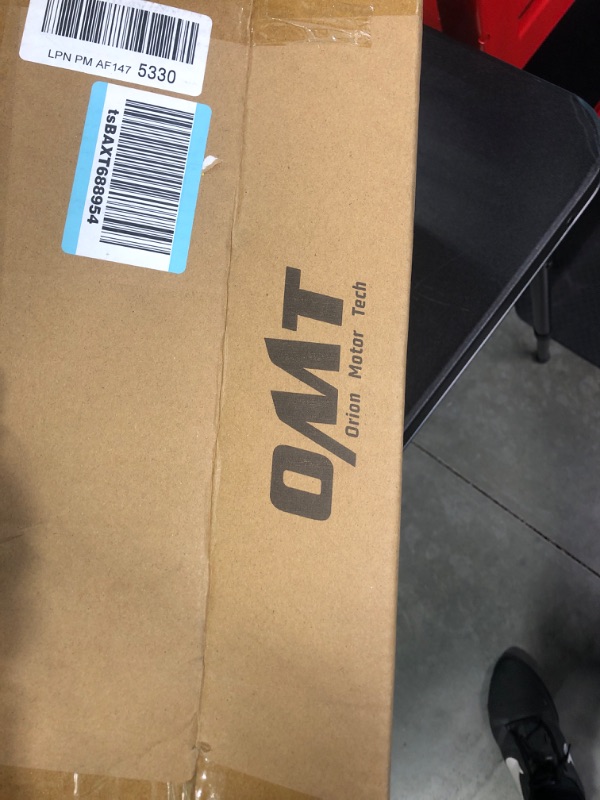 LPN PM AF147 5330
tsBAXT688954
OMT
Orion Motor Tech